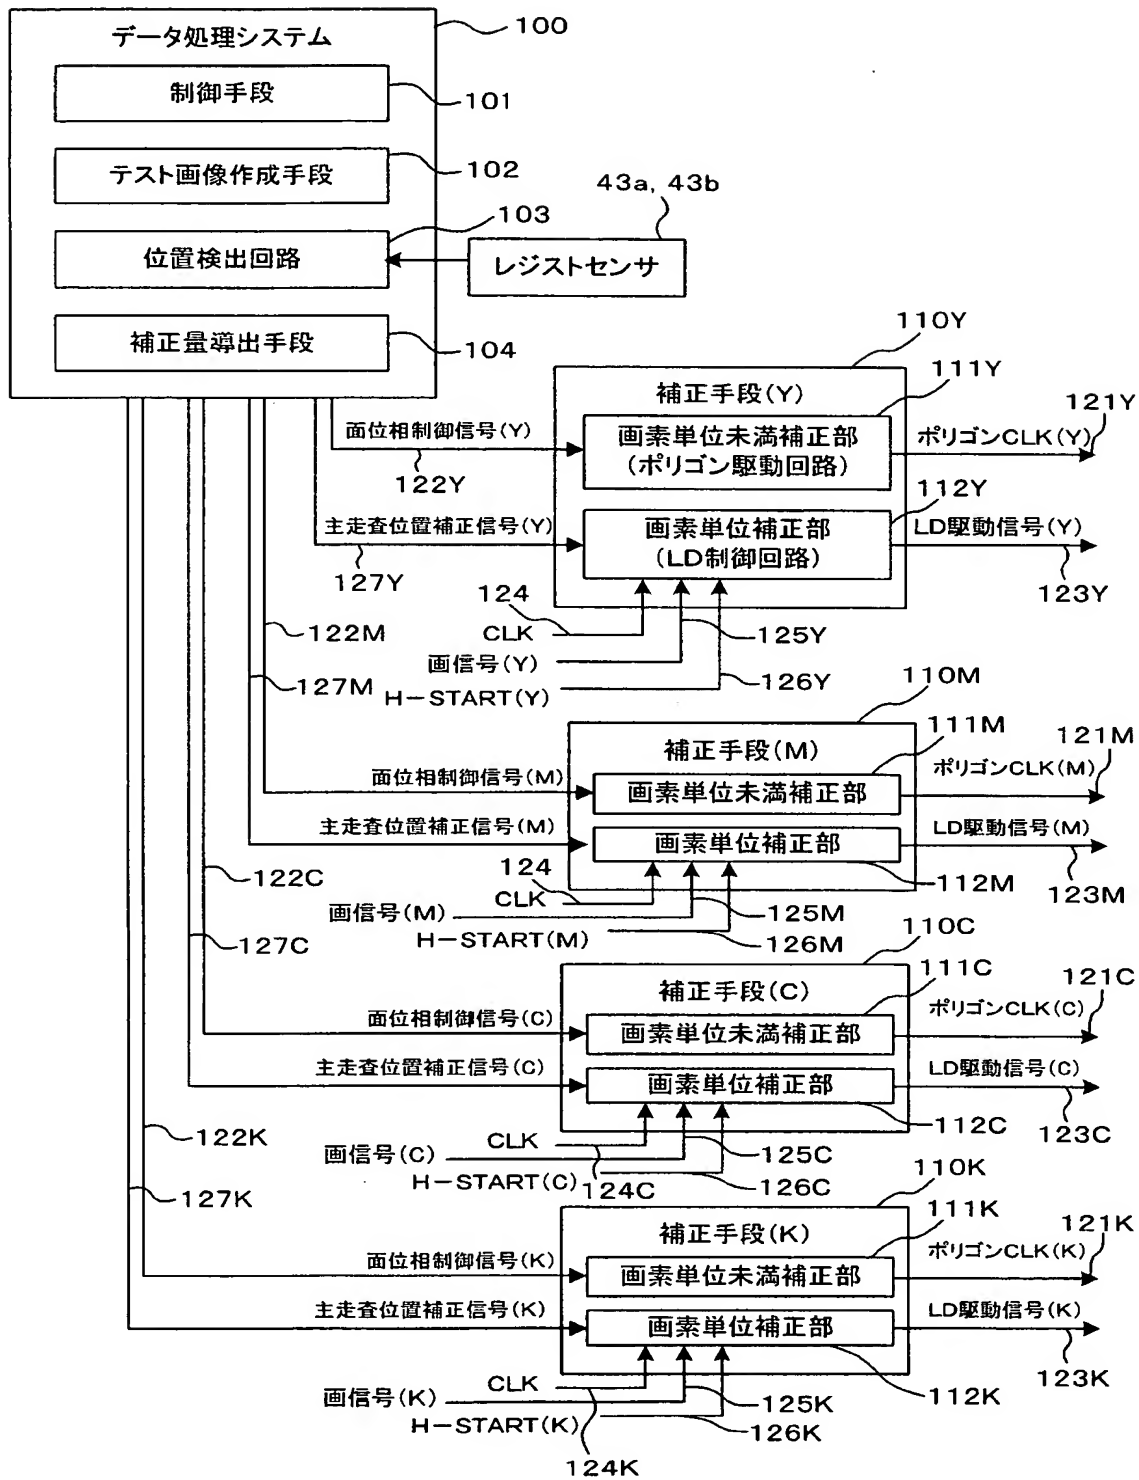 データ処理システム
100
制御手段
101
テスト画像作成手段
102
位置検出回路
103
43a, 43b
レジストセンサ
補正量導出手段
104
110Y
補正手段(Y)
111Y
面位相制御信号(Y)
122Y
画素単位未満補正部
(ポリゴン駆動回路)
ポリゴンCLK(Y)
121Y
主走査位置補正信号(Y)
127Y
画素単位補正部
(LD制御回路)
112Y
LD駆動信号(Y)
123Y
124
CLK
125Y
画信号(Y)
126Y
H-START(Y)
122M
127M
110M
補正手段(M)
111M
面位相制御信号(M)
画素単位未満補正部
ポリゴンCLK(M)
121M
主走査位置補正信号(M)
画素単位補正部
112M
LD駆動信号(M)
123M
124
CLK
画信号(M)
125M
H-START(M)
126M
122C
127C
110C
補正手段(C)
111C
面位相制御信号(C)
画素単位未満補正部
ポリゴンCLK(C)
121C
主走査位置補正信号(C)
画素単位補正部
112C
LD駆動信号(C)
123C
CLK
画信号(C)
125C
H-START(C)
124C
126C
122K
127K
110K
補正手段(K)
111K
面位相制御信号(K)
画素単位未満補正部
ポリゴンCLK(K)
121K
主走査位置補正信号(K)
画素単位補正部
112K
LD駆動信号(K)
123K
CLK
画信号(K)
125K
H-START(K)
126K
124K